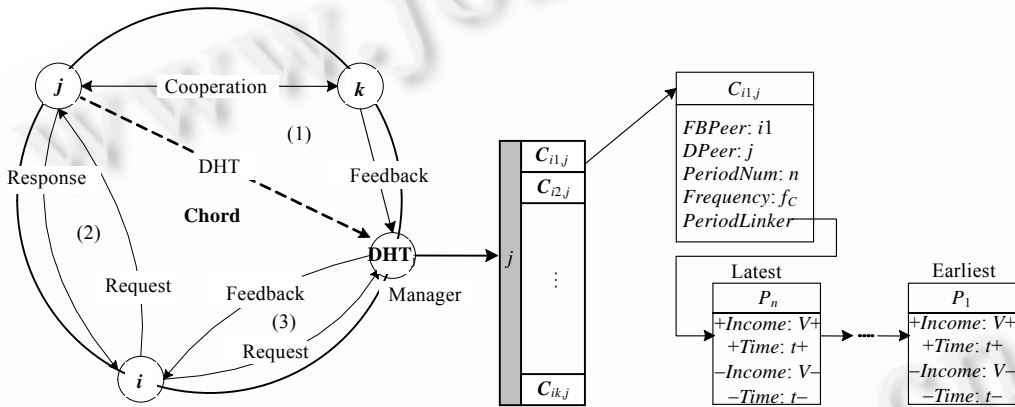 j
Cooperation
k
(1)
DHT
Response
Feedback
Chord
(2)
DHT
Manager
Request
Feedback
(3)
Request
i
j
C_{i1,j}
C_{i2,j}
⋮
C_{ik,j}
C_{i1,j}
FBPeer: i1
DPeer: j
PeriodNum: n
Frequency: f_C
PeriodLinker
Latest
P_n
+Income: V+
+Time: t+
−Income: V−
−Time: t−
Earliest
P_1
+Income: V+
+Time: t+
−Income: V−
−Time: t−